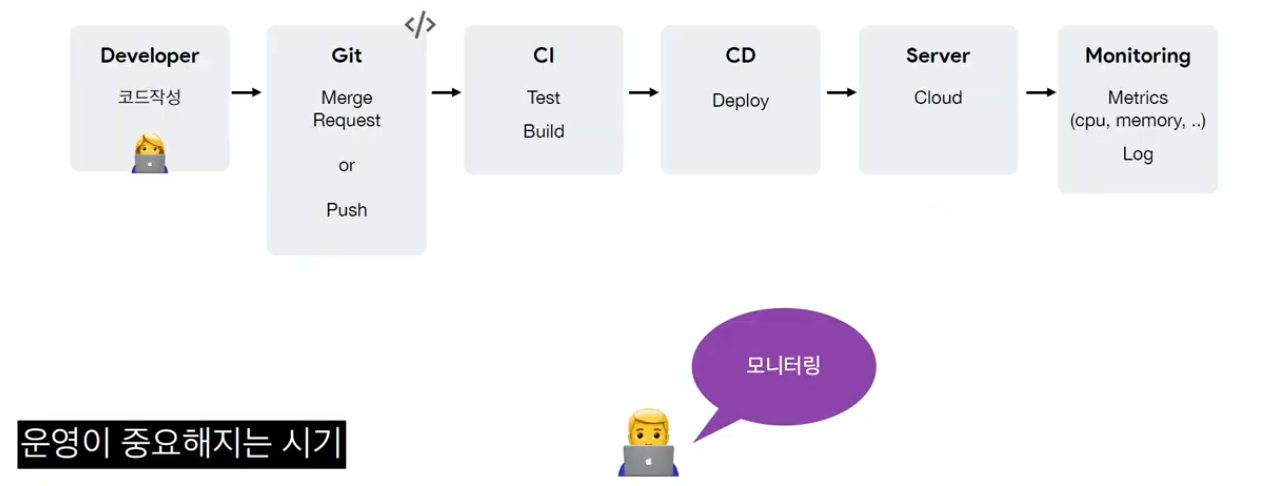 </>
Developer
코드작성
Git
Merge
Request
or
Push
CI
Test
Build
CD
Deploy
Server
Cloud
Monitoring
Metrics
(cpu, memory, ..)
Log
모니터링
운영이 중요해지는 시기